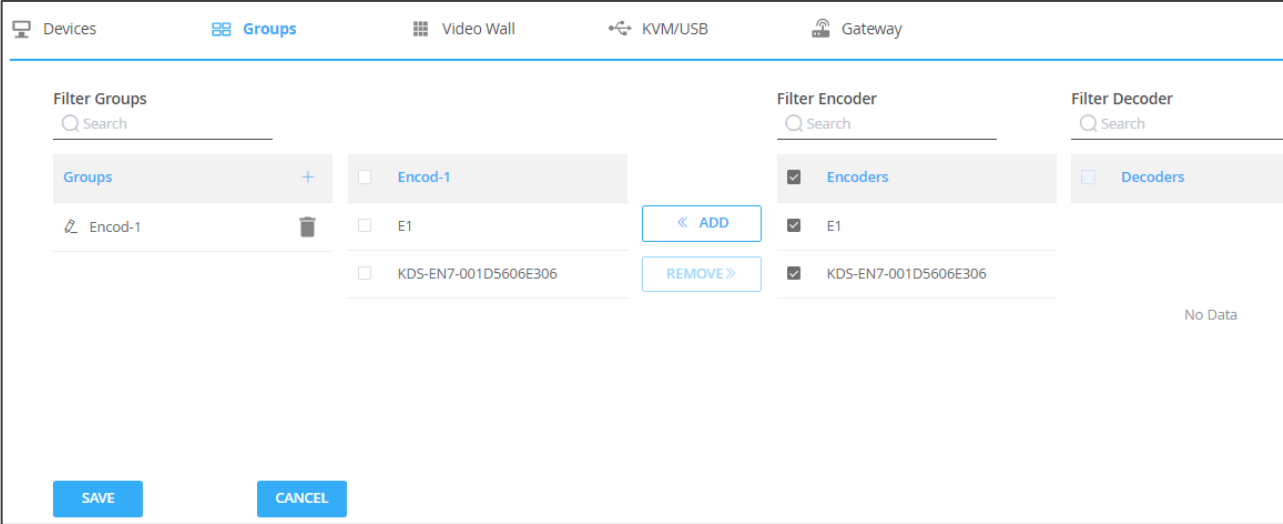 Devices
Groups
Video Wall
KVM/USB
Gateway
Filter Groups
Search
Filter Encoder
Search
Filter Decoder
Search
Groups +
Encod-1
Encod-1
E1
KDS-EN7-001D5606E306
« ADD
REMOVE »
Encoders
E1
KDS-EN7-001D5606E306
Decoders
No Data
SAVE
CANCEL